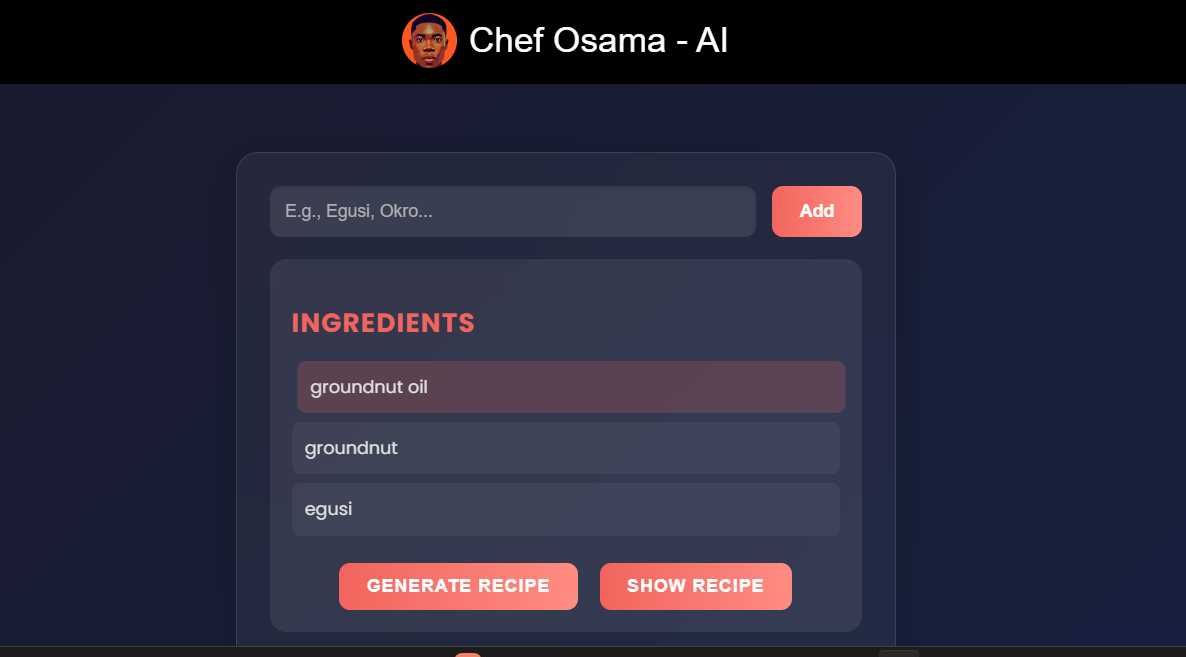 Chef Osama - AI
E.g., Egusi, Okro...
Add
INGREDIENTS
groundnut oil
groundnut
egusi
GENERATE RECIPE
SHOW RECIPE